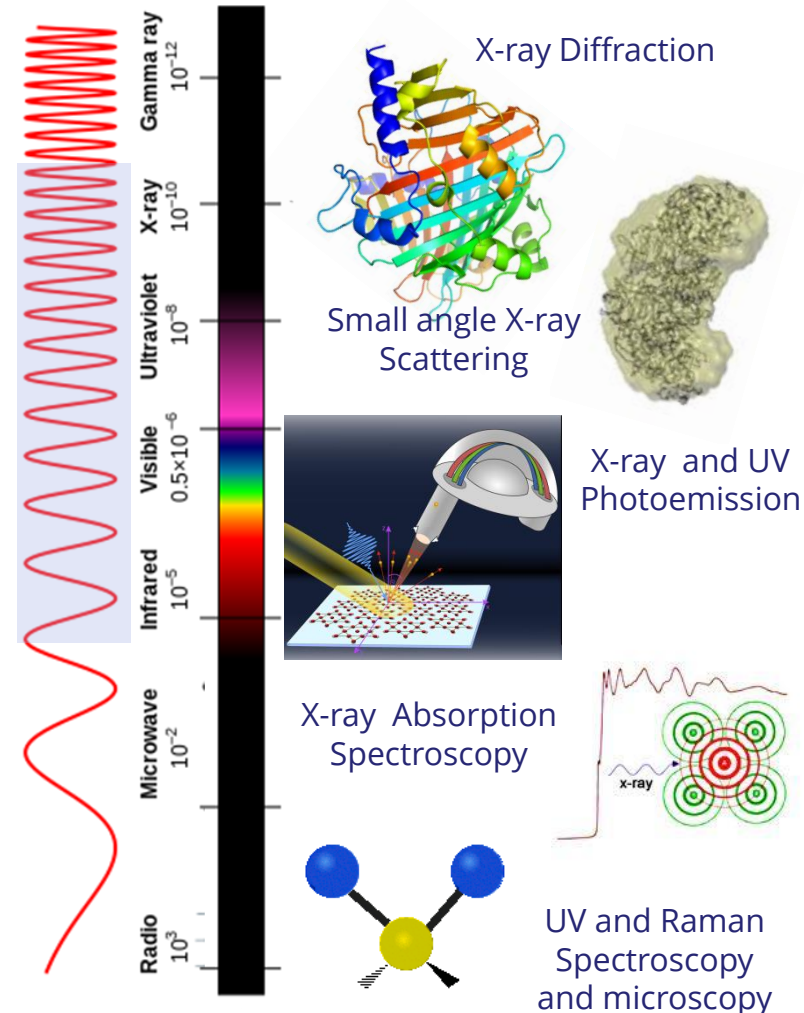 Gamma ray
10⁻¹²
X-ray
10⁻¹⁰
Ultraviolet
10⁻⁸
Visible
0.5×10⁻⁶
Infrared
10⁻⁵
Microwave
10⁻²
Radio
10³
X-ray Diffraction
Small angle X-ray
Scattering
X-ray and UV
Photoemission
X-ray Absorption
Spectroscopy
x-ray
UV and Raman
Spectroscopy
and microscopy